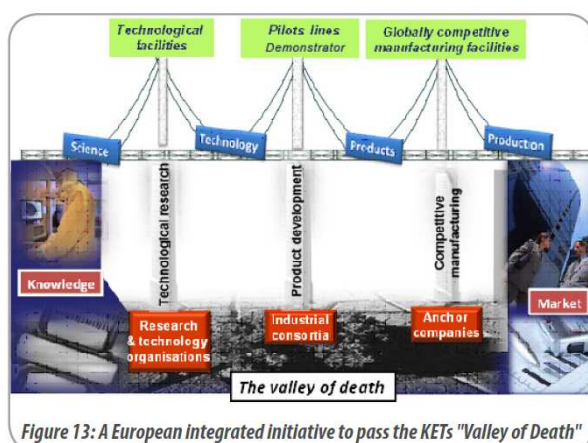 Technological
facilities
Pilots lines
Demonstrator
Globally competitive
manufacturing facilities
Science
Technology
Products
Production
Technological research
Product development
Competitive
manufacturing
Knowledge
Market
Research
& technology
organisations
Industrial
consortia
Anchor
companies
The valley of death
Figure 13: A European integrated initiative to pass the KETs "Valley of Death"